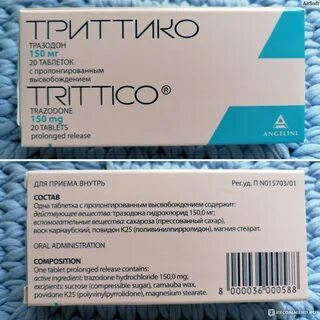 AirSoft
ТРИТТИКО
ТРАЗОДОН
150 мг
20 ТАБЛЕТОК
с пролонгированным
высвобождением
TRITTICO®
TRAZODONE
150 mg
20 TABLETS
prolonged release
ANGELINI
ДЛЯ ПРИЕМА ВНУТРЬ
Рег.уд. П N015703/01
СОСТАВ
Одна таблетка с пролонгированным высвобождением содержит:
действующее вещество: тразодона гидрохлорид 150,0 мг;
вспомогательные вещества: сахароза (прессованный сахар),
воск карнаубский, повидон К25 (поливинилпирролидон), магния стеарат.
ORAL ADMINISTRATION
COMPOSITION
One tablet prolonged release contains:
active ingredient: trazodone hydrochloride 150,0 mg;
excipients: sucrose (compressible sugar), carnauba wax,
povidone K25 (polyvinylpyrrolidone), magnesium stearate.
8 000036 000588
IRECOMMEND.RU